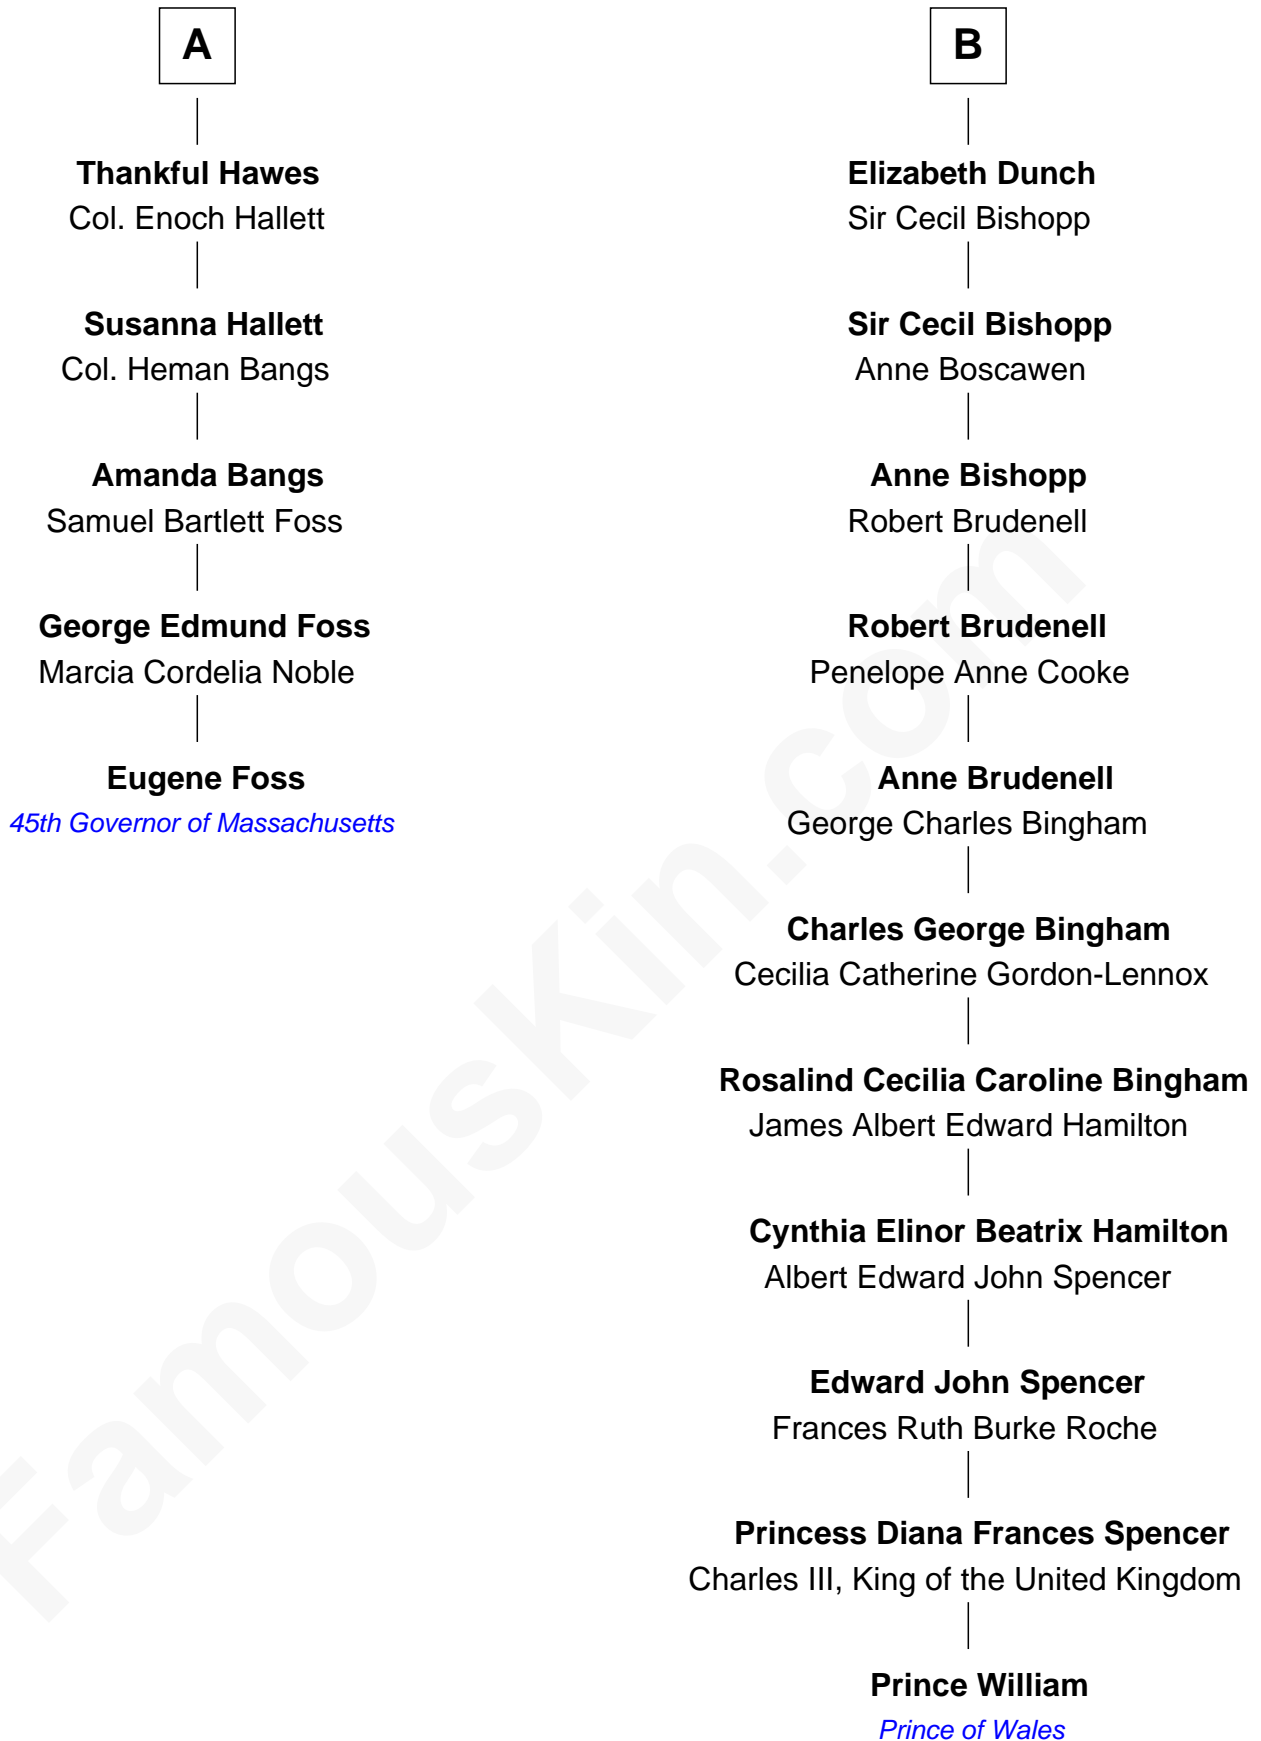 A
Thankful Hawes
Col. Enoch Hallett
Susanna Hallett
Col. Heman Bangs
Amanda Bangs
Samuel Bartlett Foss
George Edmund Foss
Marcia Cordelia Noble
Eugene Foss
45th Governor of Massachusetts
B
Elizabeth Dunch
Sir Cecil Bishopp
Sir Cecil Bishopp
Anne Boscawen
Anne Bishopp
Robert Brudenell
Robert Brudenell
Penelope Anne Cooke
Anne Brudenell
George Charles Bingham
Charles George Bingham
Cecilia Catherine Gordon-Lennox
Rosalind Cecilia Caroline Bingham
James Albert Edward Hamilton
Cynthia Elinor Beatrix Hamilton
Albert Edward John Spencer
Edward John Spencer
Frances Ruth Burke Roche
Princess Diana Frances Spencer
Charles III, King of the United Kingdom
Prince William
Prince of Wales
FamousKin.com